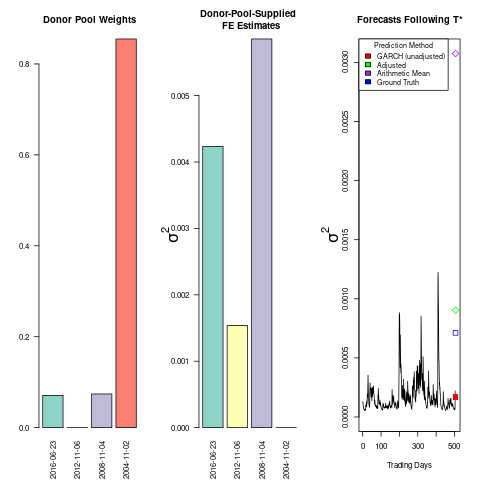 Donor Pool Weights
0.0
0.2
0.4
0.6
0.8
2016-06-23
2012-11-06
2008-11-04
2004-11-02
Donor-Pool-Supplied
FE Estimates
σ²
0.000
0.001
0.002
0.003
0.004
0.005
2016-06-23
2012-11-06
2008-11-04
2004-11-02
Forecasts Following T*
σ²
0.0000
0.0005
0.0010
0.0015
0.0020
0.0025
0.0030
Prediction Method
GARCH (unadjusted)
Adjusted
Arithmetic Mean
Ground Truth
0 100 300 500
Trading Days